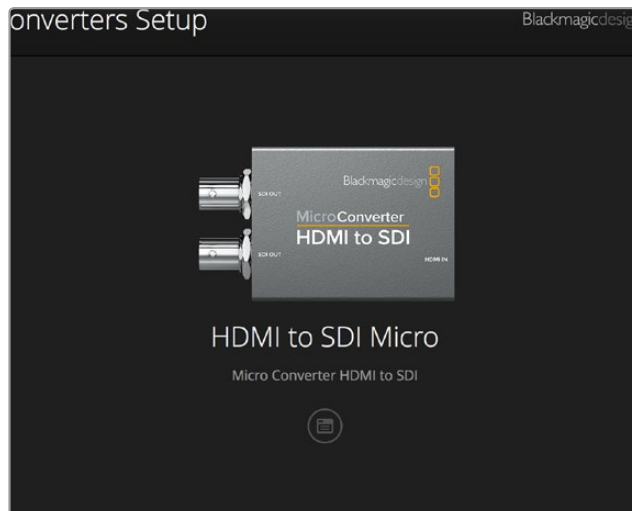 onverters Setup
Blackmagicdesig
SDI OUT
Blackmagicdesign
MicroConverter
HDMI to SDI
SDI OUT
HDMI IN
HDMI to SDI Micro
Micro Converter HDMI to SDI